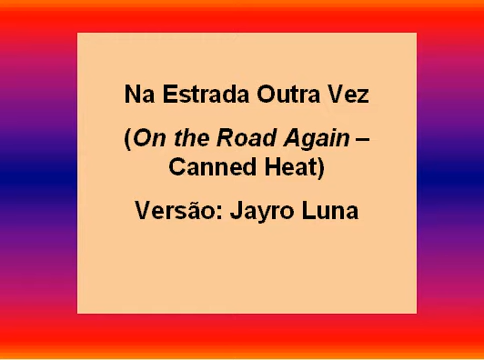 Na Estrada Outra Vez
(On the Road Again –
Canned Heat)
Versão: Jayro Luna